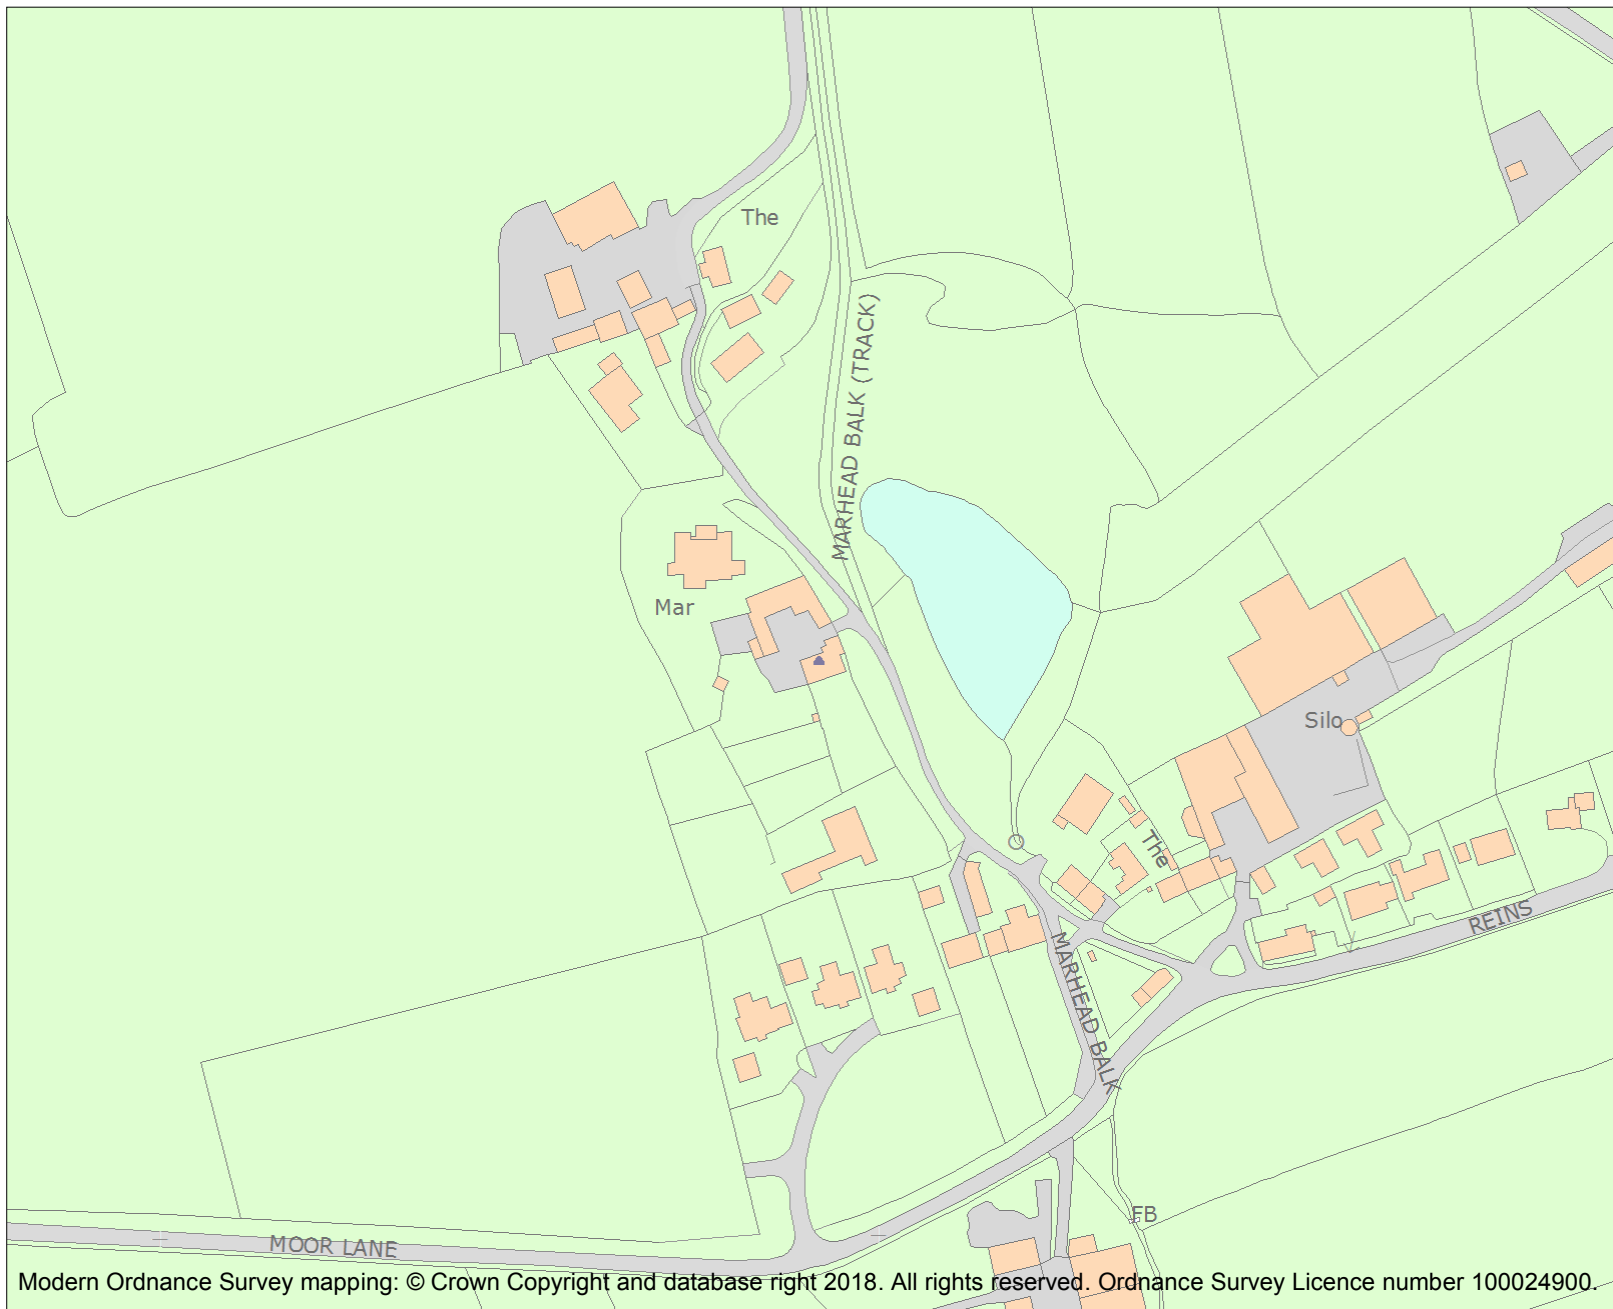 The
MARHEAD BALK (TRACK)
Mar
Silo
The
REINS
MARHEAD BALK
FB
MOOR LANE
Modern Ordnance Survey mapping: © Crown Copyright and database right 2018. All rights reserved. Ordnance Survey Licence number 100024900.